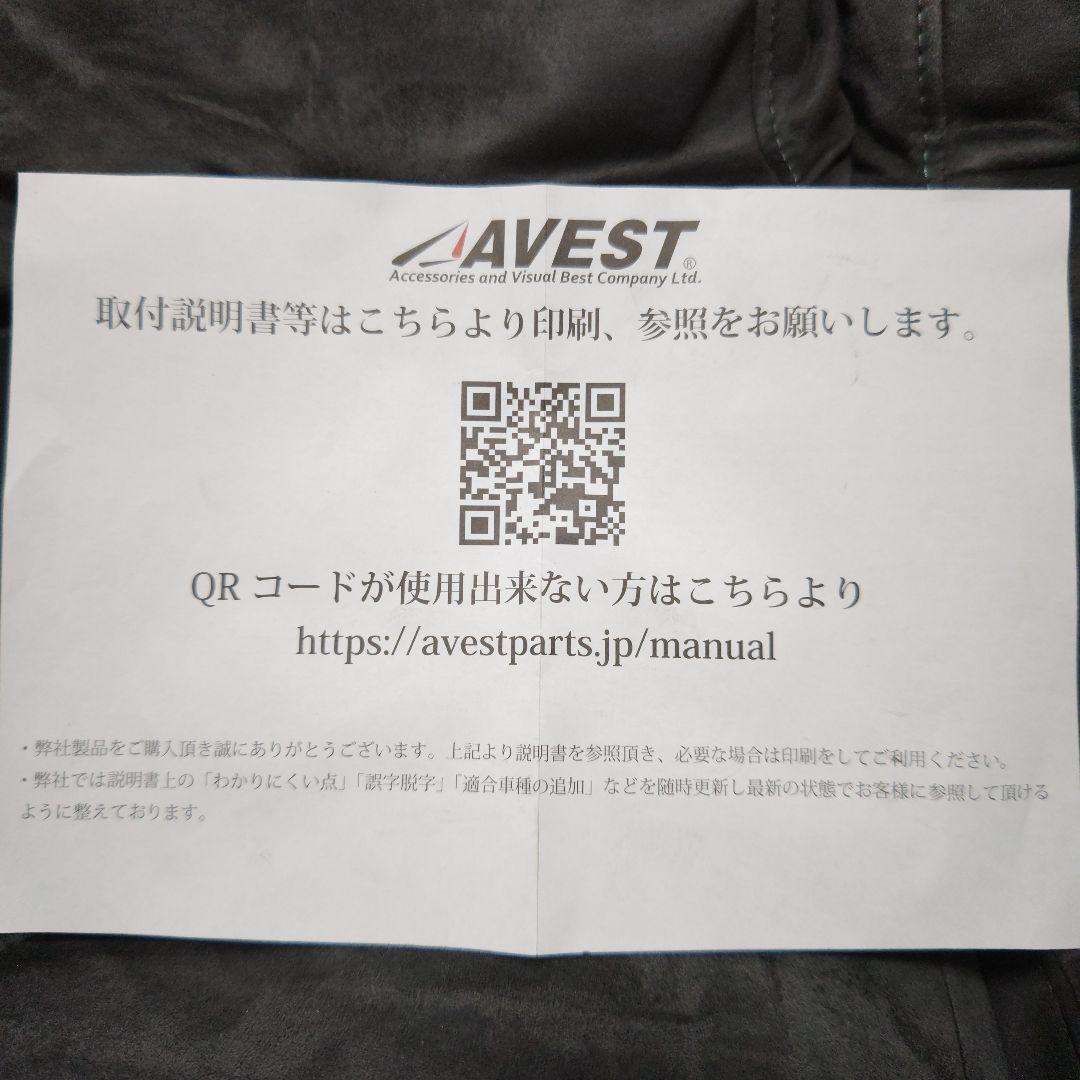 AVEST®
Accessories and Visual Best Company Ltd.
取付説明書等はこちらより印刷、参照をお願いします。
QR コードが使用出来ない方はこちらより
https://avestparts.jp/manual
・弊社製品をご購入頂き誠にありがとうございます。上記より説明書を参照頂き、必要な場合は印刷をしてご利用ください。
・弊社では説明書上の「わかりにくい点」「誤字脱字」「適合車種の追加」などを随時更新し最新の状態でお客様に参照して頂ける
ように整えております。